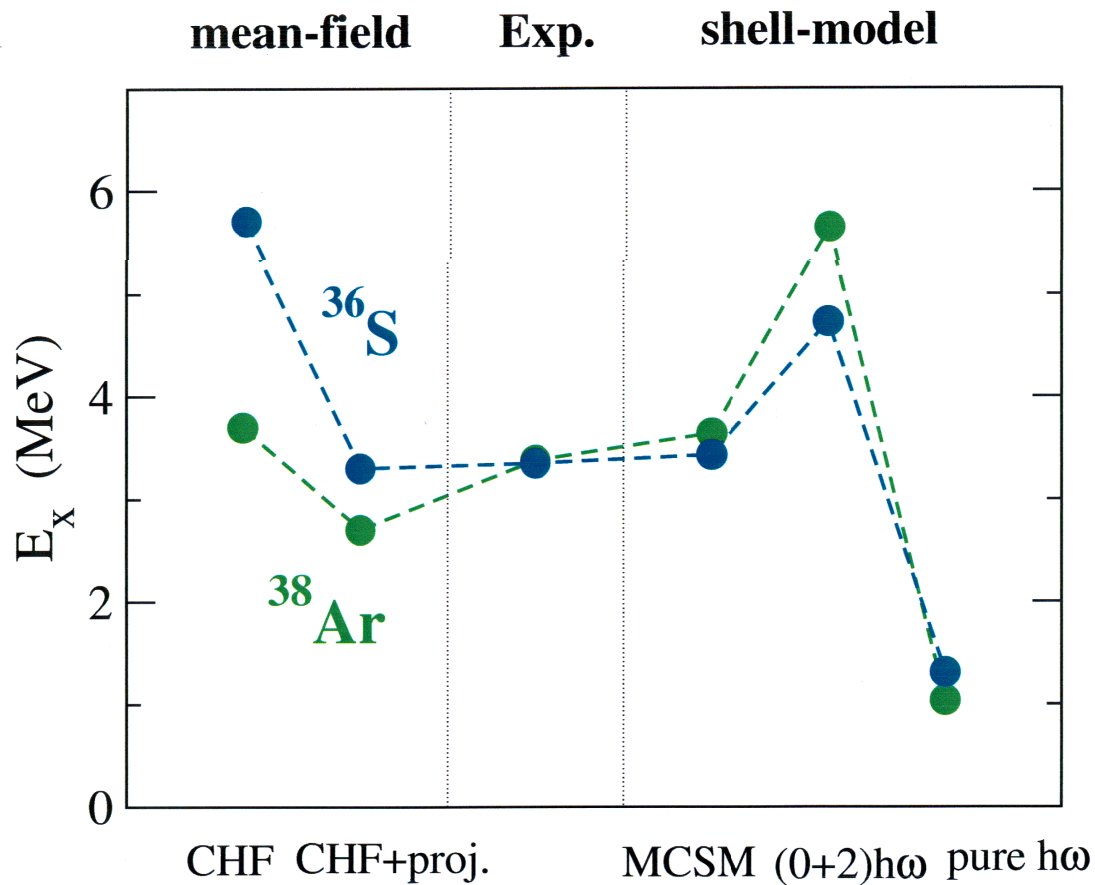 mean-field Exp. shell-model
6
4
2
0
E_x (MeV)
³⁶S
³⁸Ar
CHF CHF+proj. MCSM (0+2)hω pure hω